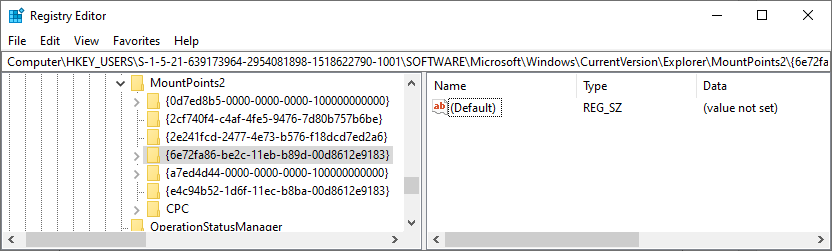 Registry Editor
File Edit View Favorites Help
Computer\HKEY_USERS\S-1-5-21-639173964-2954081898-1518622790-1001\SOFTWARE\Microsoft\Windows\CurrentVersion\Explorer\MountPoints2\{6e72fa
MountPoints2
{0d7ed8b5-0000-0000-0000-100000000000}
{2cf740f4-c4af-4fe5-9476-7d80b757b6be}
{2e241fcd-2477-4e73-b576-f18dcd7ed2a6}
{6e72fa86-be2c-11eb-b89d-00d8612e9183}
{a7ed4d44-0000-0000-0000-100000000000}
{e4c94b52-1d6f-11ec-b8ba-00d8612e9183}
CPC
OperationStatusManager
Name Type Data
ab (Default) REG_SZ (value not set)